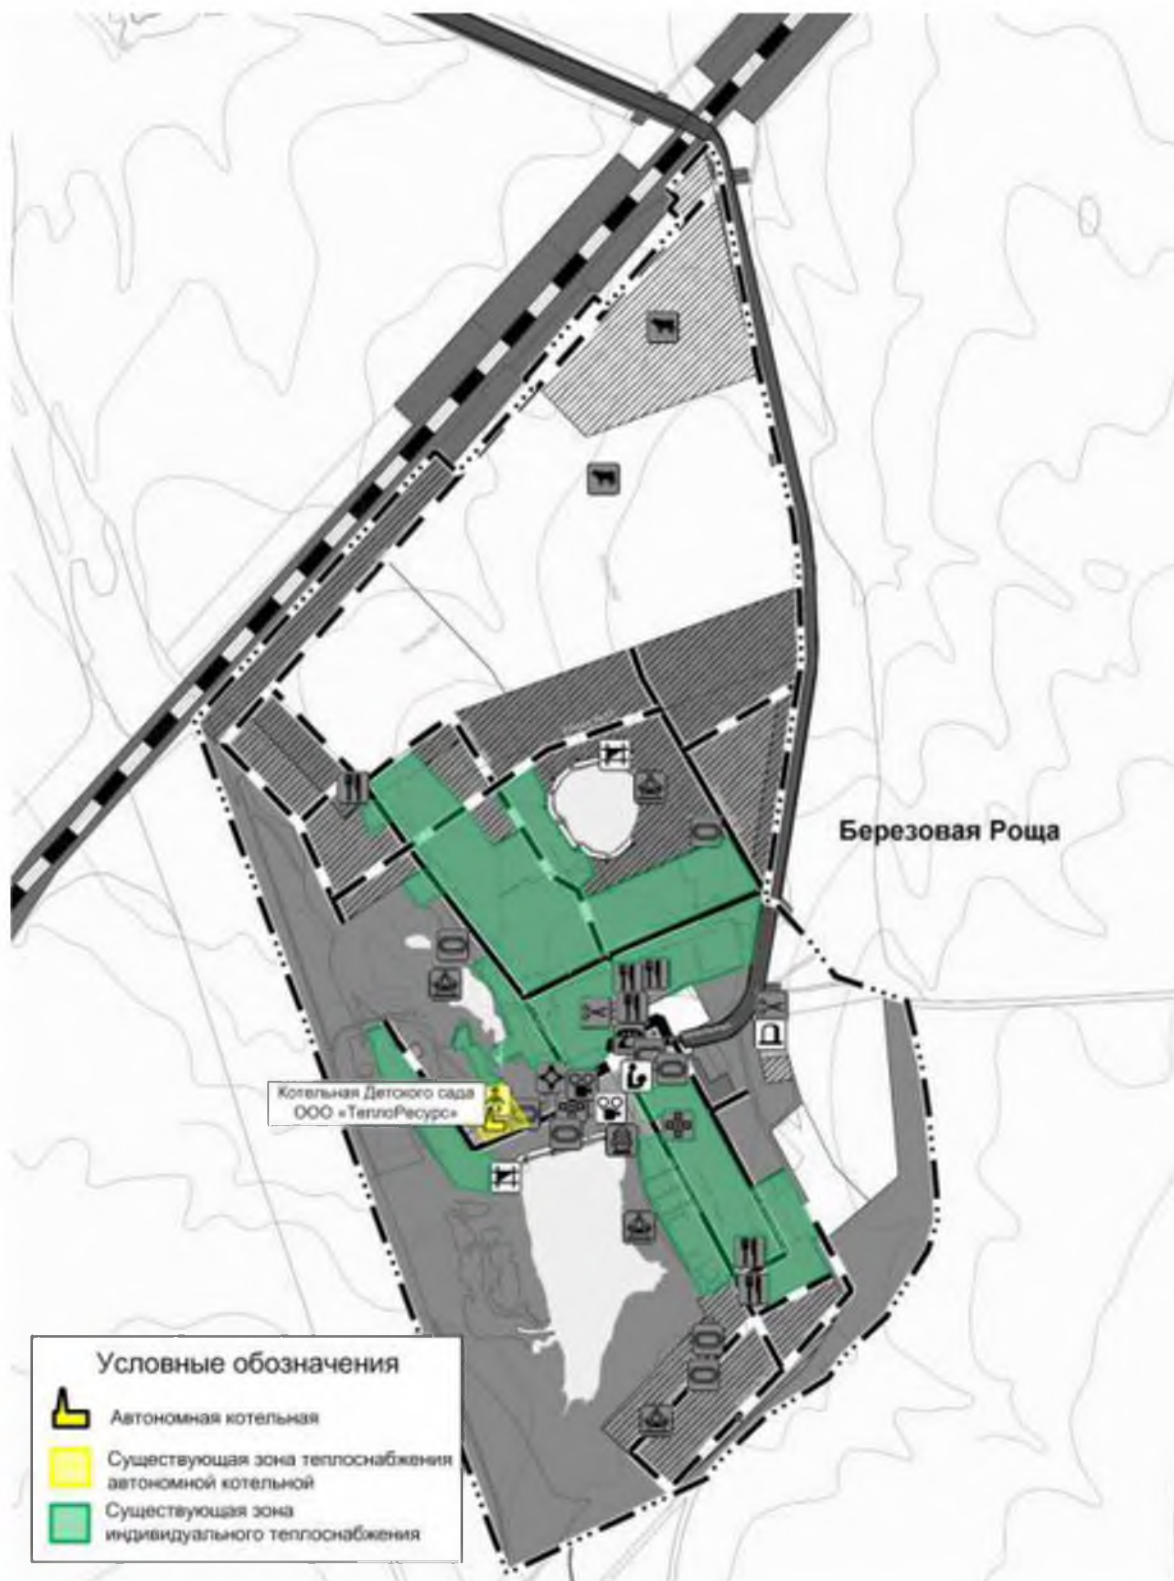 Березовая Роща
Котельная Детского сада
ООО «ТеплоРесурс»
Условные обозначения
Автономная котельная
Существующая зона теплоснабжения
автономной котельной
Существующая зона
индивидуального теплоснабжения